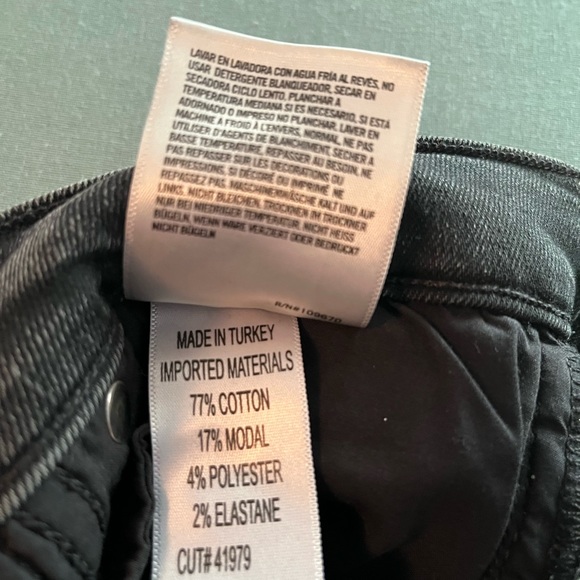 LAVAR EN LAVADORA CON AGUA FRÍA AL REVÉS, NO
USAR DETERGENTE BLANQUEADOR, SECAR EN
SECADORA CICLO LENTO, PLANCHAR A
TEMPERATURA MEDIANA SI ES NECESARIO, SI ESTÁ
ADORNADO O IMPRESO NO PLANCHAR. LAVER EN
MACHINE A FROID À L'ENVERS, NORMAL, NE PAS
UTILISER D'AGENTS DE BLANCHIMENT, SECHER A
BASSE TEMPÉRATURE, REPASSER AU BESOIN, NE
PAS REPASSER SUR LES DECORATIONS OU
IMPRESSIONS, SI DÉCORÉ OU IMPRIMÉ NE
REPASSEZ PAS. MASCHINENWÄSCHE KALT UND AUF
LINKS. NICHT BLEICHEN. TROCKNEN IM TROCKNER
NUR BEI NIEDRIGER TEMPERATUR. NICHT HEISS
BÜGELN, WENN WARE VERZIERT ODER BEDRUCKT
NICHT BÜGELN
R/N#109870
MADE IN TURKEY
IMPORTED MATERIALS
77% COTTON
17% MODAL
4% POLYESTER
2% ELASTANE
CUT# 41979